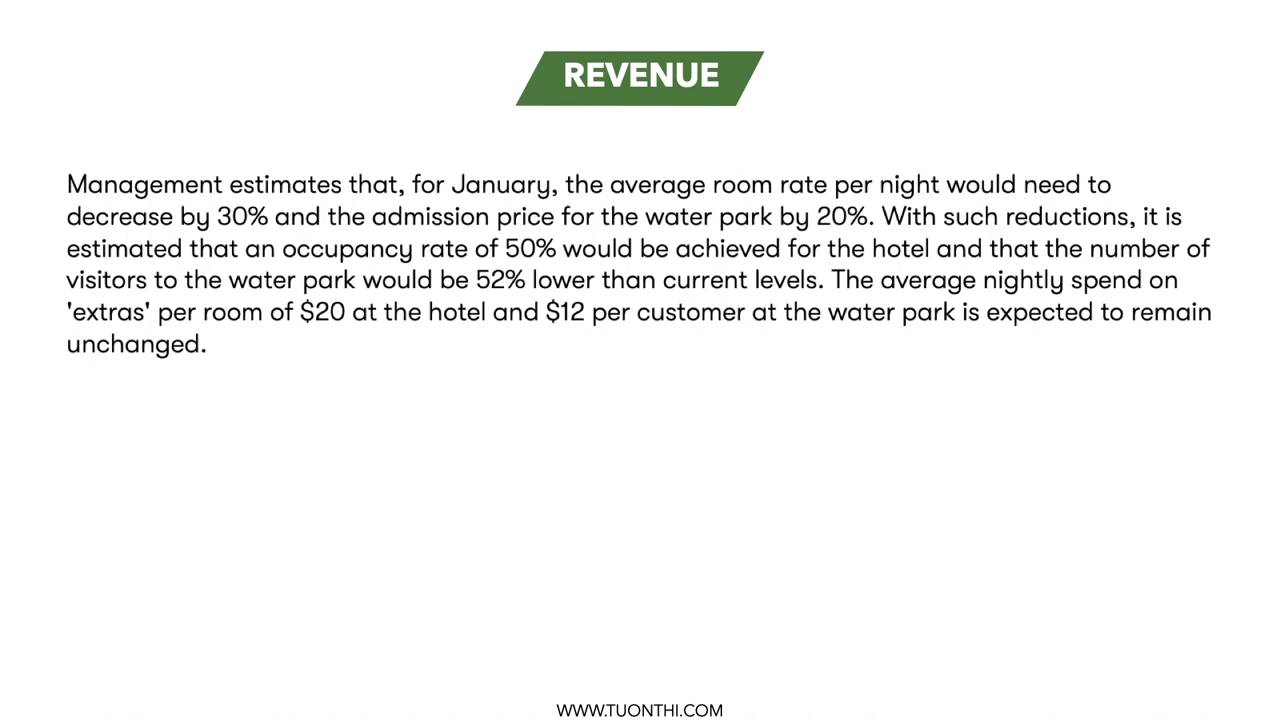 REVENUE
Management estimates that, for January, the average room rate per night would need to
decrease by 30% and the admission price for the water park by 20%. With such reductions, it is
estimated that an occupancy rate of 50% would be achieved for the hotel and that the number of
visitors to the water park would be 52% lower than current levels. The average nightly spend on
'extras' per room of $20 at the hotel and $12 per customer at the water park is expected to remain
unchanged.
WWW.TUONTHI.COM